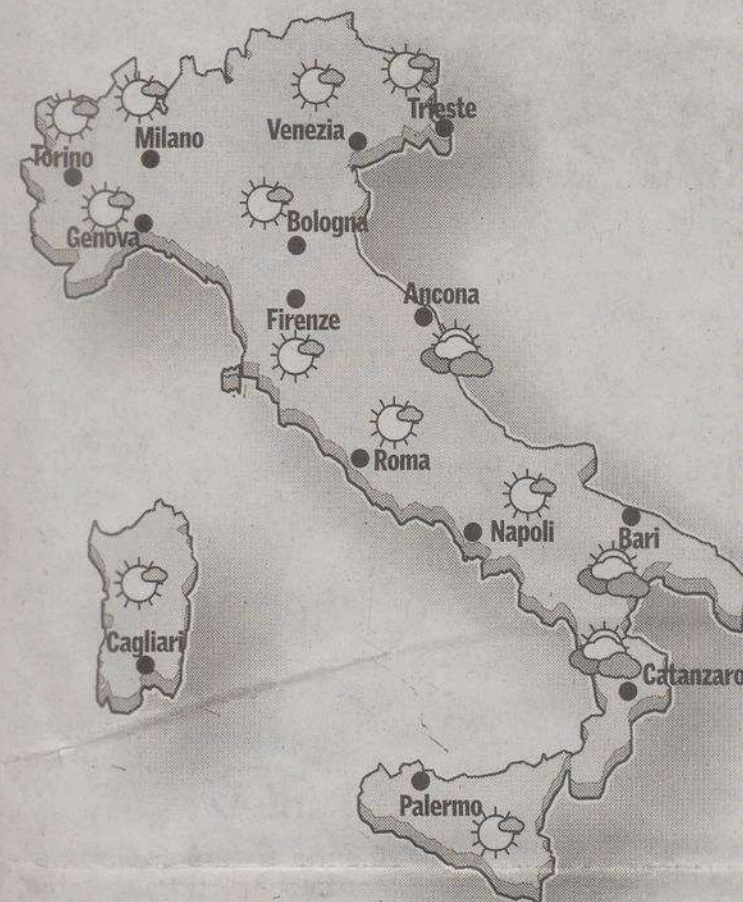 Trieste
Venezia
Milano
Torino
Bologna
Genova
Ancona
Firenze
Roma
Napoli
Bari
Cagliari
Catanzaro
Palermo